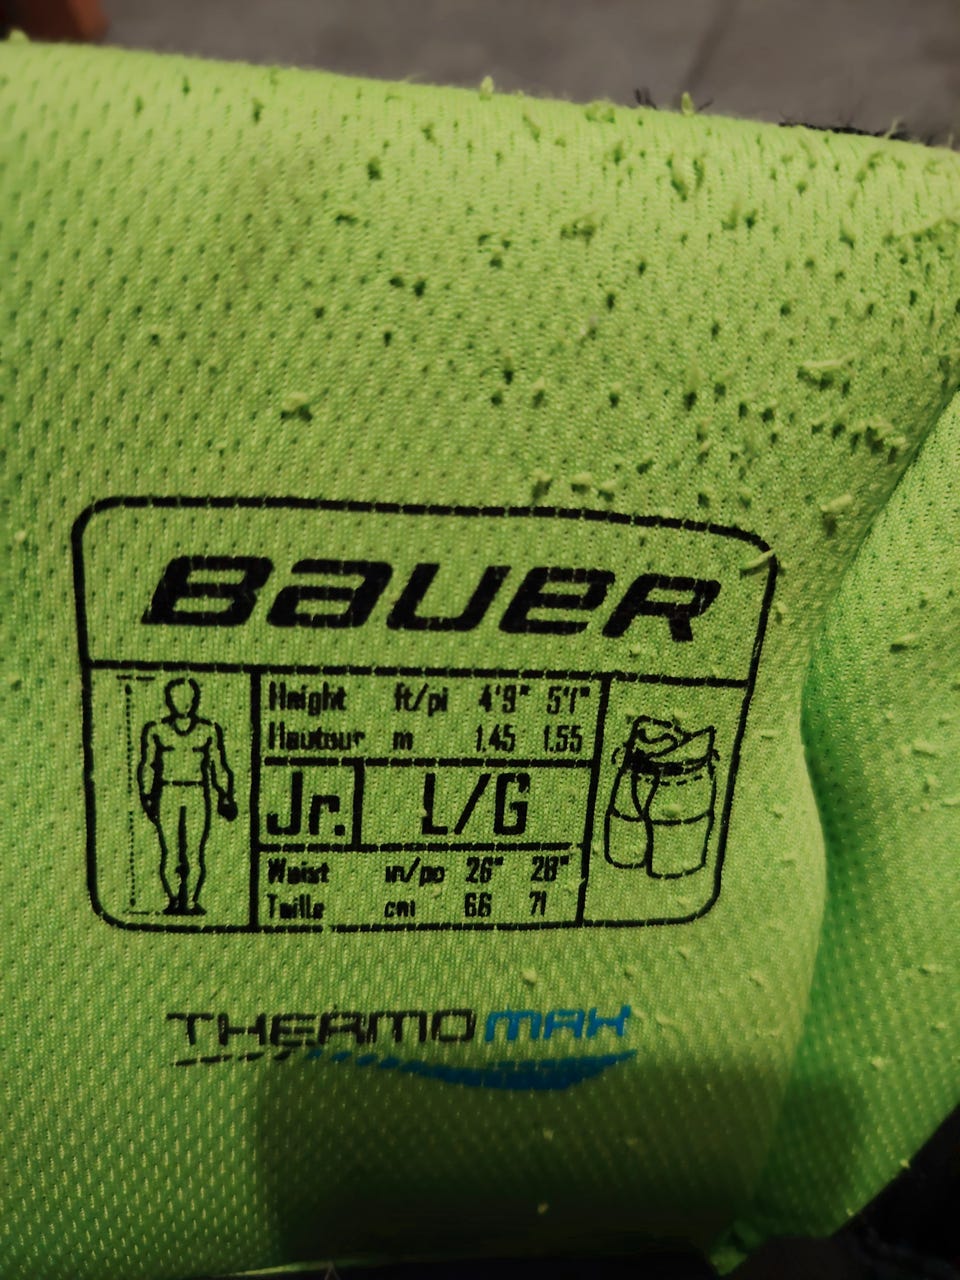 BAUER
Height ft/pi 4'9" 5'1"
Hauteur m 1.45 1.55
Jr. L/G
Waist in/po 26" 28"
Taille cm 66 71
THERMOMAX